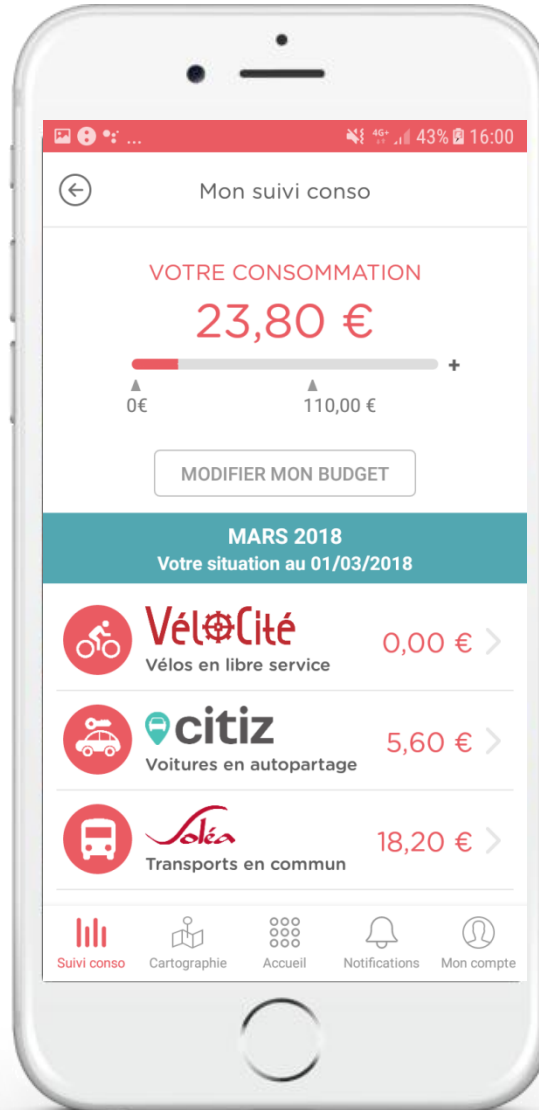 ... 4G+ 43% 16:00
Mon suivi conso
VOTRE CONSOMMATION
23,80 €
+
0€ 110,00 €
MODIFIER MON BUDGET
MARS 2018
Votre situation au 01/03/2018
VélOCité
Vélos en libre service
0,00 €
citiz
Voitures en autopartage
5,60 €
Soléa
Transports en commun
18,20 €
Suivi conso Cartographie Accueil Notifications Mon compte